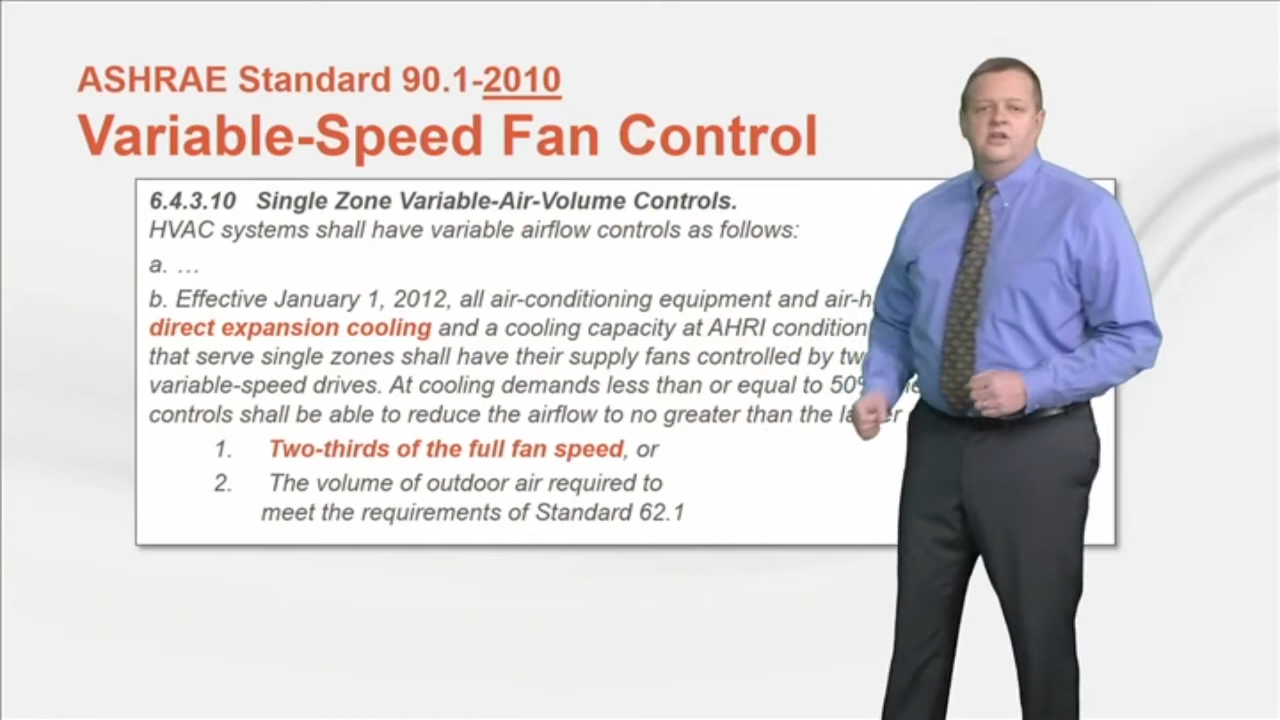 ASHRAE Standard 90.1-2010
Variable-Speed Fan Control
6.4.3.10 Single Zone Variable-Air-Volume Controls.
HVAC systems shall have variable airflow controls as follows:
a. …
b. Effective January 1, 2012, all air-conditioning equipment and
direct expansion cooling and a cooling capacity at AHRI
that serve single zones shall have their supply fans controlled by
variable-speed drives. At cooling demands less than or equal to
controls shall be able to reduce the airflow to no greater than the
1. Two-thirds of the full fan speed, or
2. The volume of outdoor air required to
meet the requirements of Standard 62.1